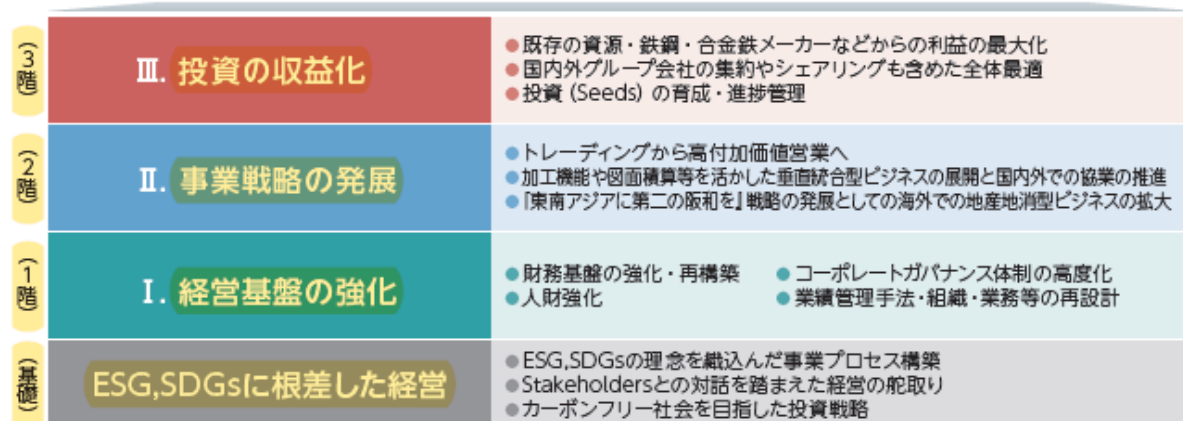 （3階）
Ⅲ. 投資の収益化
●既存の資源・鉄鋼・合金鉄メーカーなどからの利益の最大化
●国内外グループ会社の集約やシェアリングも含めた全体最適
●投資（Seeds）の育成・進捗管理
（2階）
Ⅱ. 事業戦略の発展
●トレーディングから高付加価値営業へ
●加工機能や図面積算等を活かした垂直統合型ビジネスの展開と国内外での協業の推進
●『東南アジアに第二の阪和を』戦略の発展としての海外での地産地消型ビジネスの拡大
（1階）
Ⅰ. 経営基盤の強化
●財務基盤の強化・再構築 ●コーポレートガバナンス体制の高度化
●人財強化 ●業績管理手法・組織・業務等の再設計
（基礎）
ESG,SDGsに根差した経営
●ESG,SDGsの理念を織込んだ事業プロセス構築
●Stakeholdersとの対話を踏まえた経営の舵取り
●カーボンフリー社会を目指した投資戦略